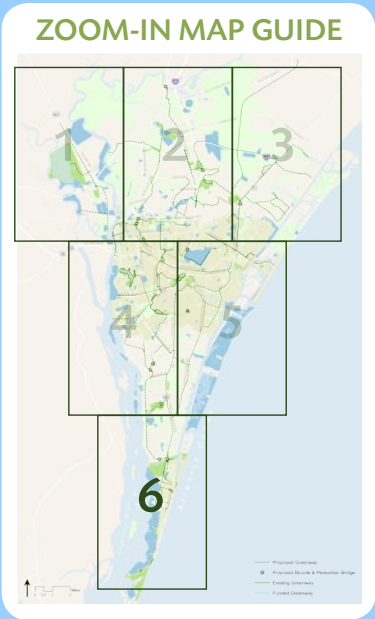 ZOOM-IN MAP GUIDE
1
2
3
4
5
6
Proposed Greenway
Proposed Bicycle & Pedestrian Bridge
Existing Greenway
Funded Greenway
Miles